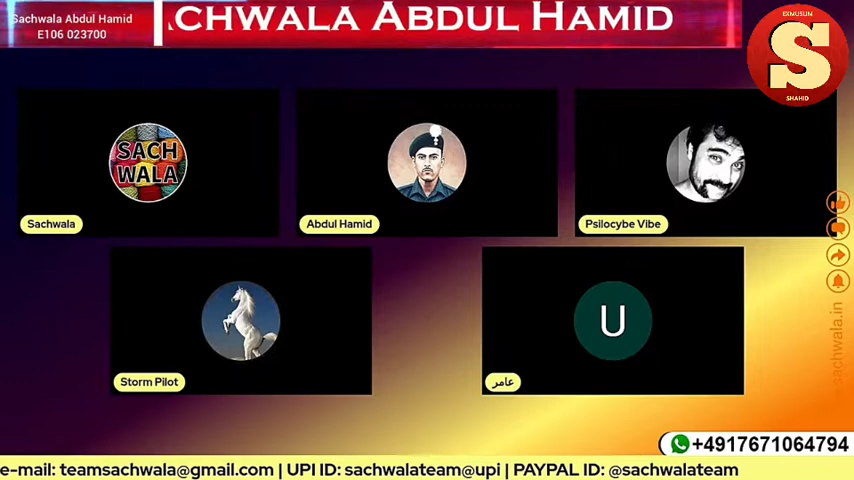 Sachwala Abdul Hamid
E106 023700
CHWALA ABDUL HAMID
EXMUSLIM
S
SHAHID
SACH
WALA
Sachwala
Abdul Hamid
Psilocybe Vibe
U
Storm Pilot
عامر
sachwala.in
+4917671064794
e-mail: teamsachwala@gmail.com | UPI ID: sachwalateam@upi | PAYPAL ID: @sachwalateam